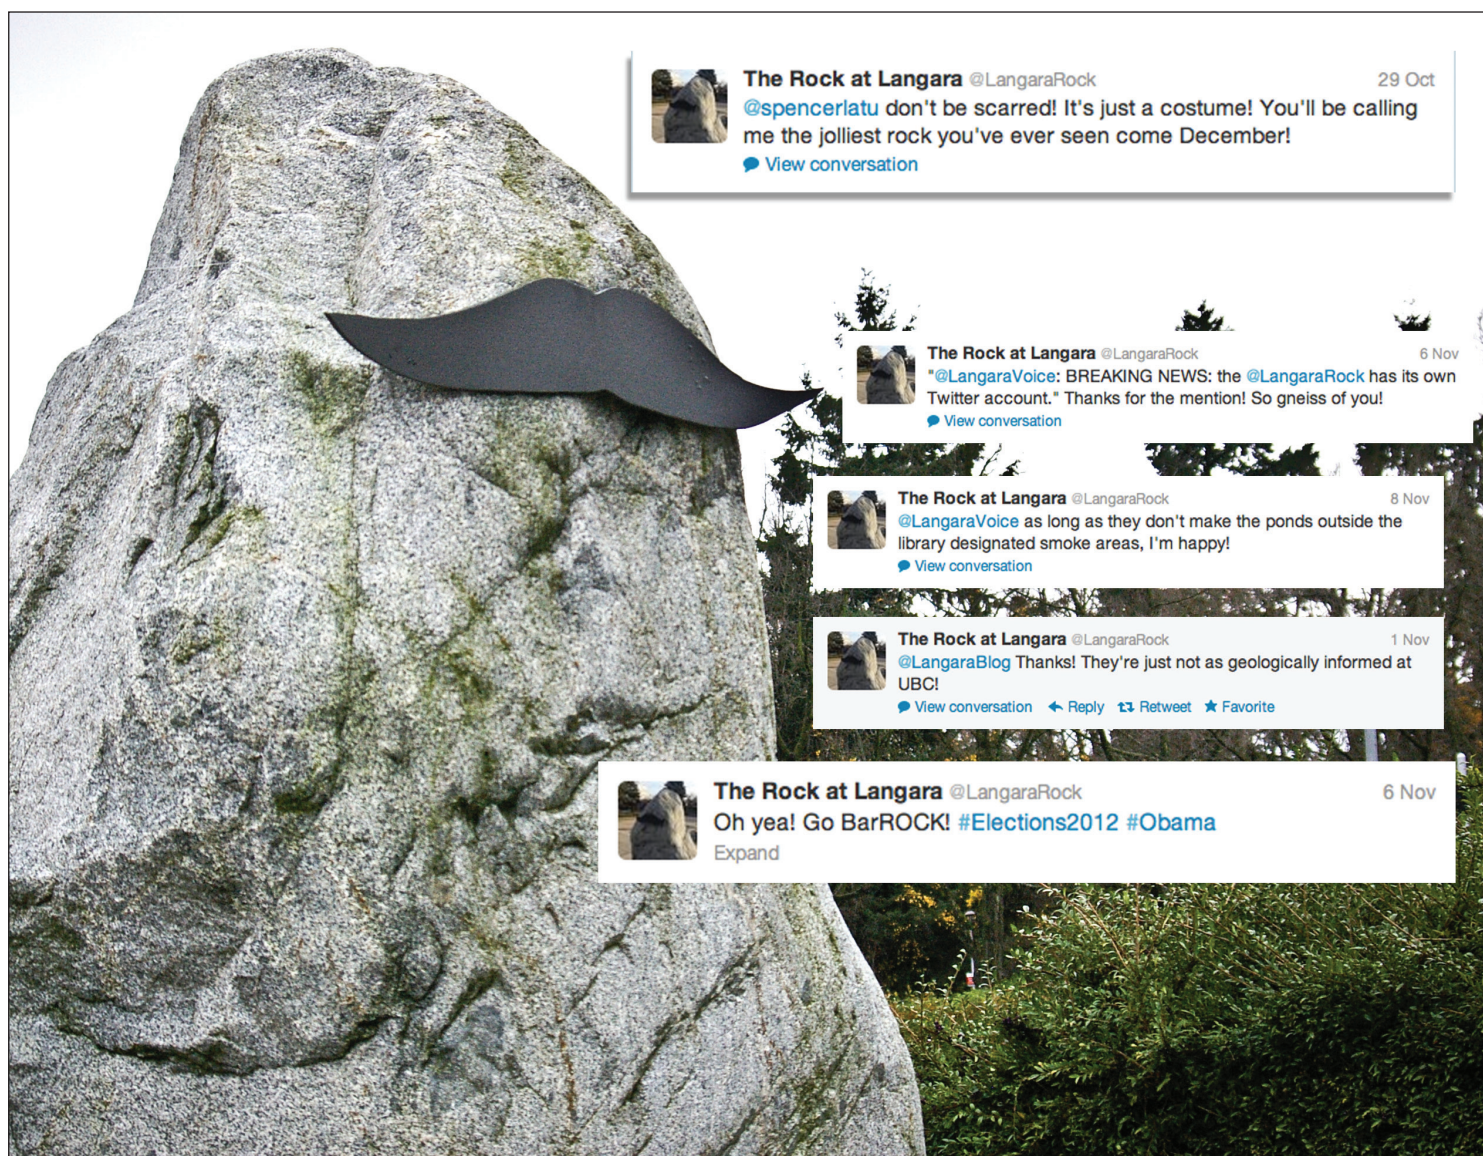 The Rock at Langara @LangaraRock 29 Oct
@spencerlatu don't be scarred! It's just a costume! You'll be calling
me the jolliest rock you've ever seen come December!
View conversation
The Rock at Langara @LangaraRock 6 Nov
"@LangaraVoice: BREAKING NEWS: the @LangaraRock has its own
Twitter account." Thanks for the mention! So gneiss of you!
View conversation
The Rock at Langara @LangaraRock 8 Nov
@LangaraVoice as long as they don't make the ponds outside the
library designated smoke areas, I'm happy!
View conversation
The Rock at Langara @LangaraRock 1 Nov
@LangaraBlog Thanks! They're just not as geologically informed at
UBC!
View conversation Reply Retweet Favorite
The Rock at Langara @LangaraRock 6 Nov
Oh yea! Go BarROCK! #Elections2012 #Obama
Expand